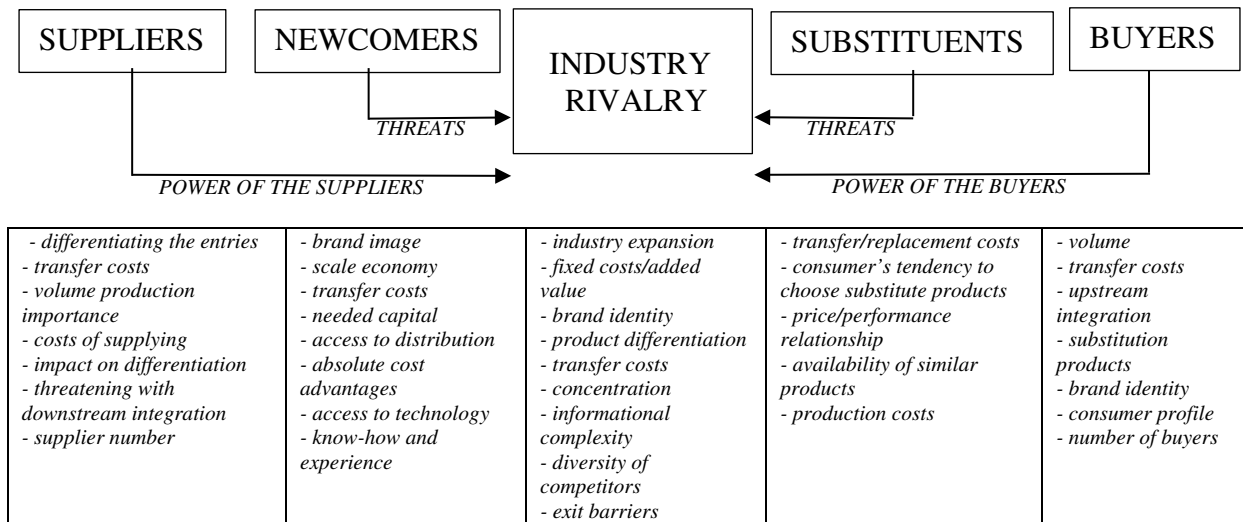 SUPPLIERS
NEWCOMERS
INDUSTRY
RIVALRY
SUBSTITUENTS
BUYERS
THREATS
THREATS
POWER OF THE SUPPLIERS
POWER OF THE BUYERS
- differentiating the entries
- transfer costs
- volume production
importance
- costs of supplying
- impact on differentiation
- threatening with
downstream integration
- supplier number
- brand image
- scale economy
- transfer costs
- needed capital
- access to distribution
- absolute cost
advantages
- access to technology
- know-how and
experience
- industry expansion
- fixed costs/added
value
- brand identity
- product differentiation
- transfer costs
- concentration
- informational
complexity
- diversity of
competitors
- exit barriers
- transfer/replacement costs
- consumer's tendency to
choose substitute products
- price/performance
relationship
- availability of similar
products
- production costs
- volume
- transfer costs
- upstream
integration
- substitution
products
- brand identity
- consumer profile
- number of buyers